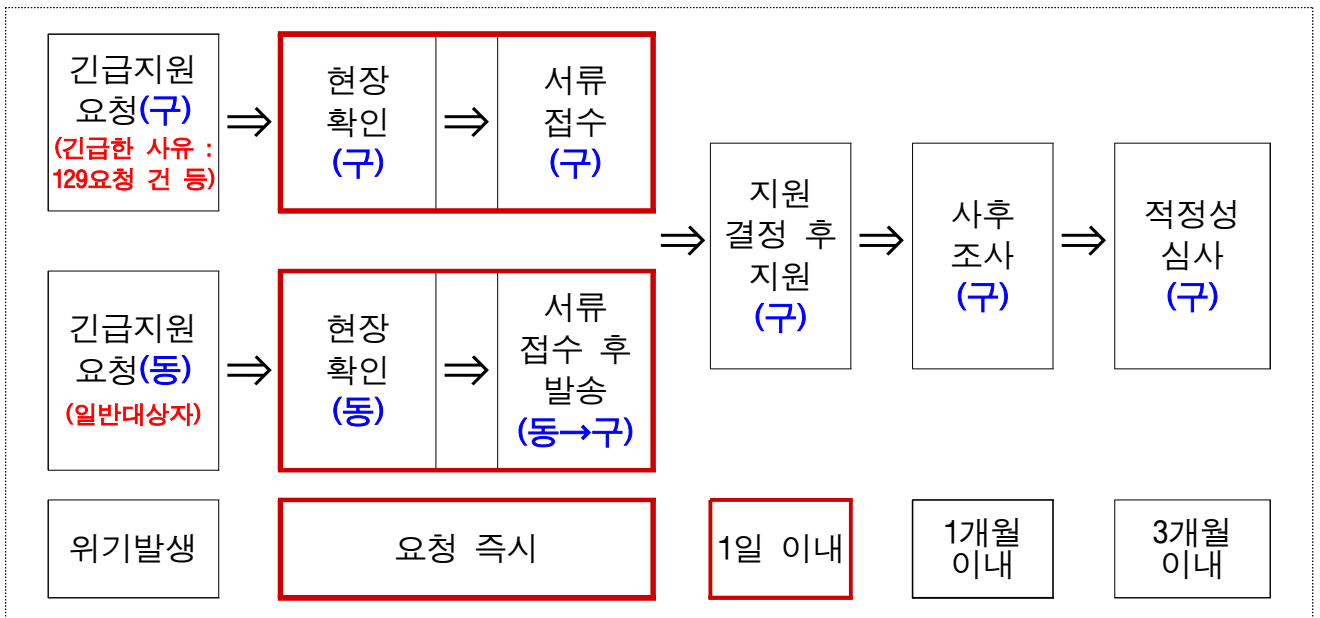 긴급지원
요청(구)
(긴급한 사유 :
129요청 건 등)
⇒
현장
확인
(구)
⇒
서류
접수
(구)
긴급지원
요청(동)
(일반대상자)
⇒
현장
확인
(동)
⇒
서류
접수 후
발송
(동→구)
⇒
지원
결정 후
지원
(구)
⇒
사후
조사
(구)
⇒
적정성
심사
(구)
위기발생
요청 즉시
1일 이내
1개월
이내
3개월
이내